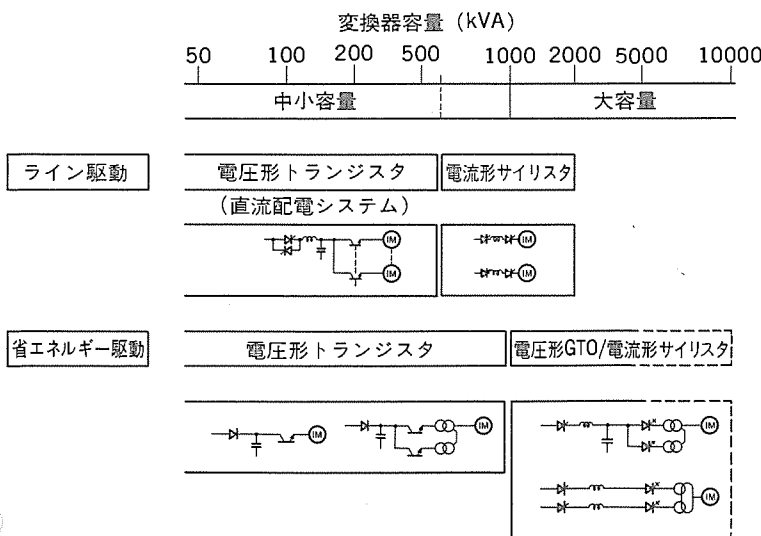 変換器容量 (kVA)
50 100 200 500 1000 2000 5000 10000
中小容量 大容量
ライン駆動 電圧形トランジスタ 電流形サイリスタ
(直流配電システム)
IM IM
IM IM
省エネルギー駆動 電圧形トランジスタ 電圧形GTO/電流形サイリスタ
IM IM IM
IM